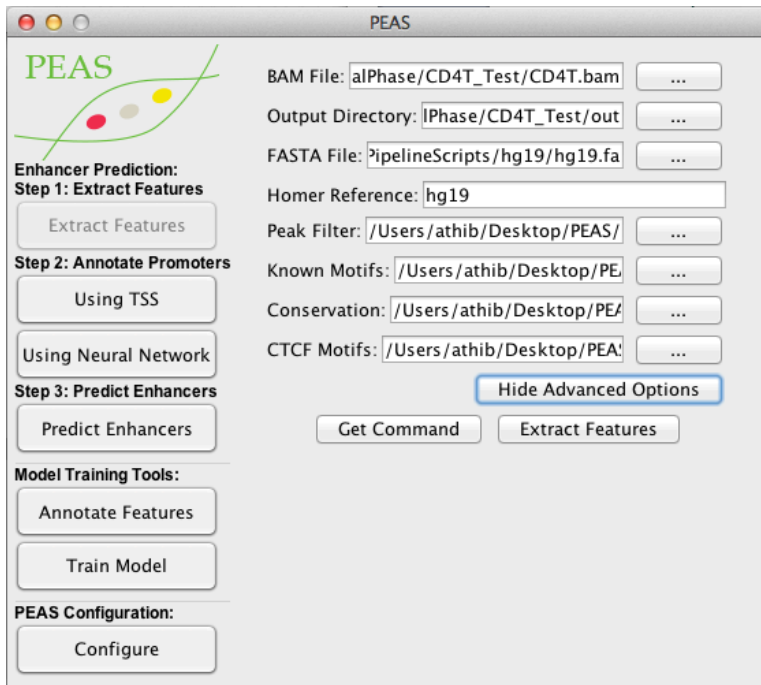 PEAS
PEAS
Enhancer Prediction:
Step 1: Extract Features
Extract Features
Step 2: Annotate Promoters
Using TSS
Using Neural Network
Step 3: Predict Enhancers
Predict Enhancers
Model Training Tools:
Annotate Features
Train Model
PEAS Configuration:
Configure
BAM File: alPhase/CD4T_Test/CD4T.bam ...
Output Directory: lPhase/CD4T_Test/out ...
FASTA File: PipelineScripts/hg19/hg19.fa ...
Homer Reference: hg19
Peak Filter: /Users/athib/Desktop/PEAS/ ...
Known Motifs: /Users/athib/Desktop/PE ...
Conservation: /Users/athib/Desktop/PEA ...
CTCF Motifs: /Users/athib/Desktop/PEAS ...
Hide Advanced Options
Get Command Extract Features